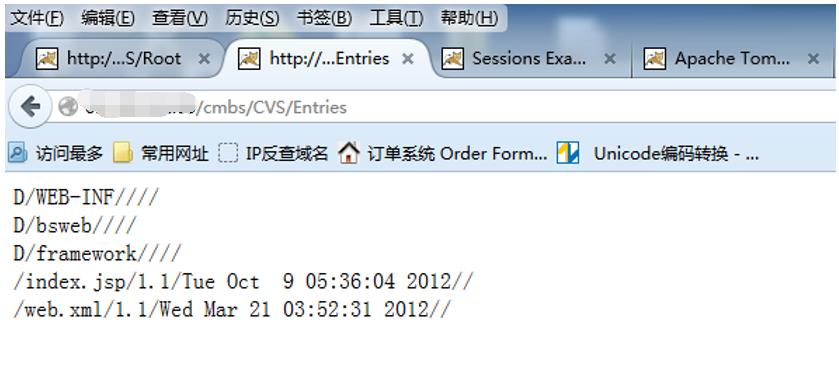 文件(F) 编辑(E) 查看(V) 历史(S) 书签(B) 工具(T) 帮助(H)
http:/...S/Root × http://...Entries × Sessions Exa... × Apache Tom... ×
/cmbs/CVS/Entries
访问最多 常用网址 IP反查域名 订单系统 Order Form... Unicode编码转换 - ...
D/WEB-INF////
D/bsweb////
D/framework////
/index.jsp/1.1/Tue Oct  9 05:36:04 2012//
/web.xml/1.1/Wed Mar 21 03:52:31 2012//